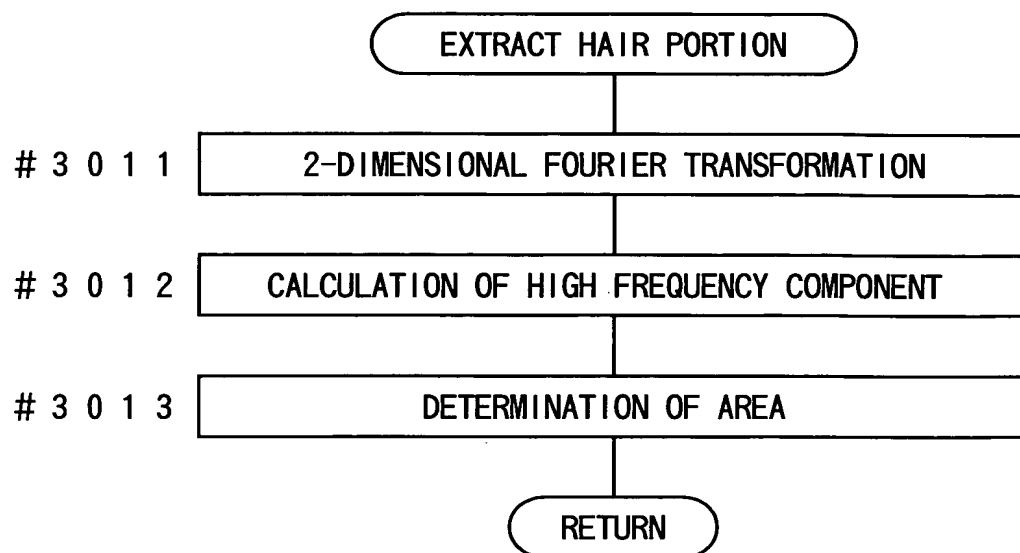 EXTRACT HAIR PORTION
#3011 2-DIMENSIONAL FOURIER TRANSFORMATION
#3012 CALCULATION OF HIGH FREQUENCY COMPONENT
#3013 DETERMINATION OF AREA
RETURN